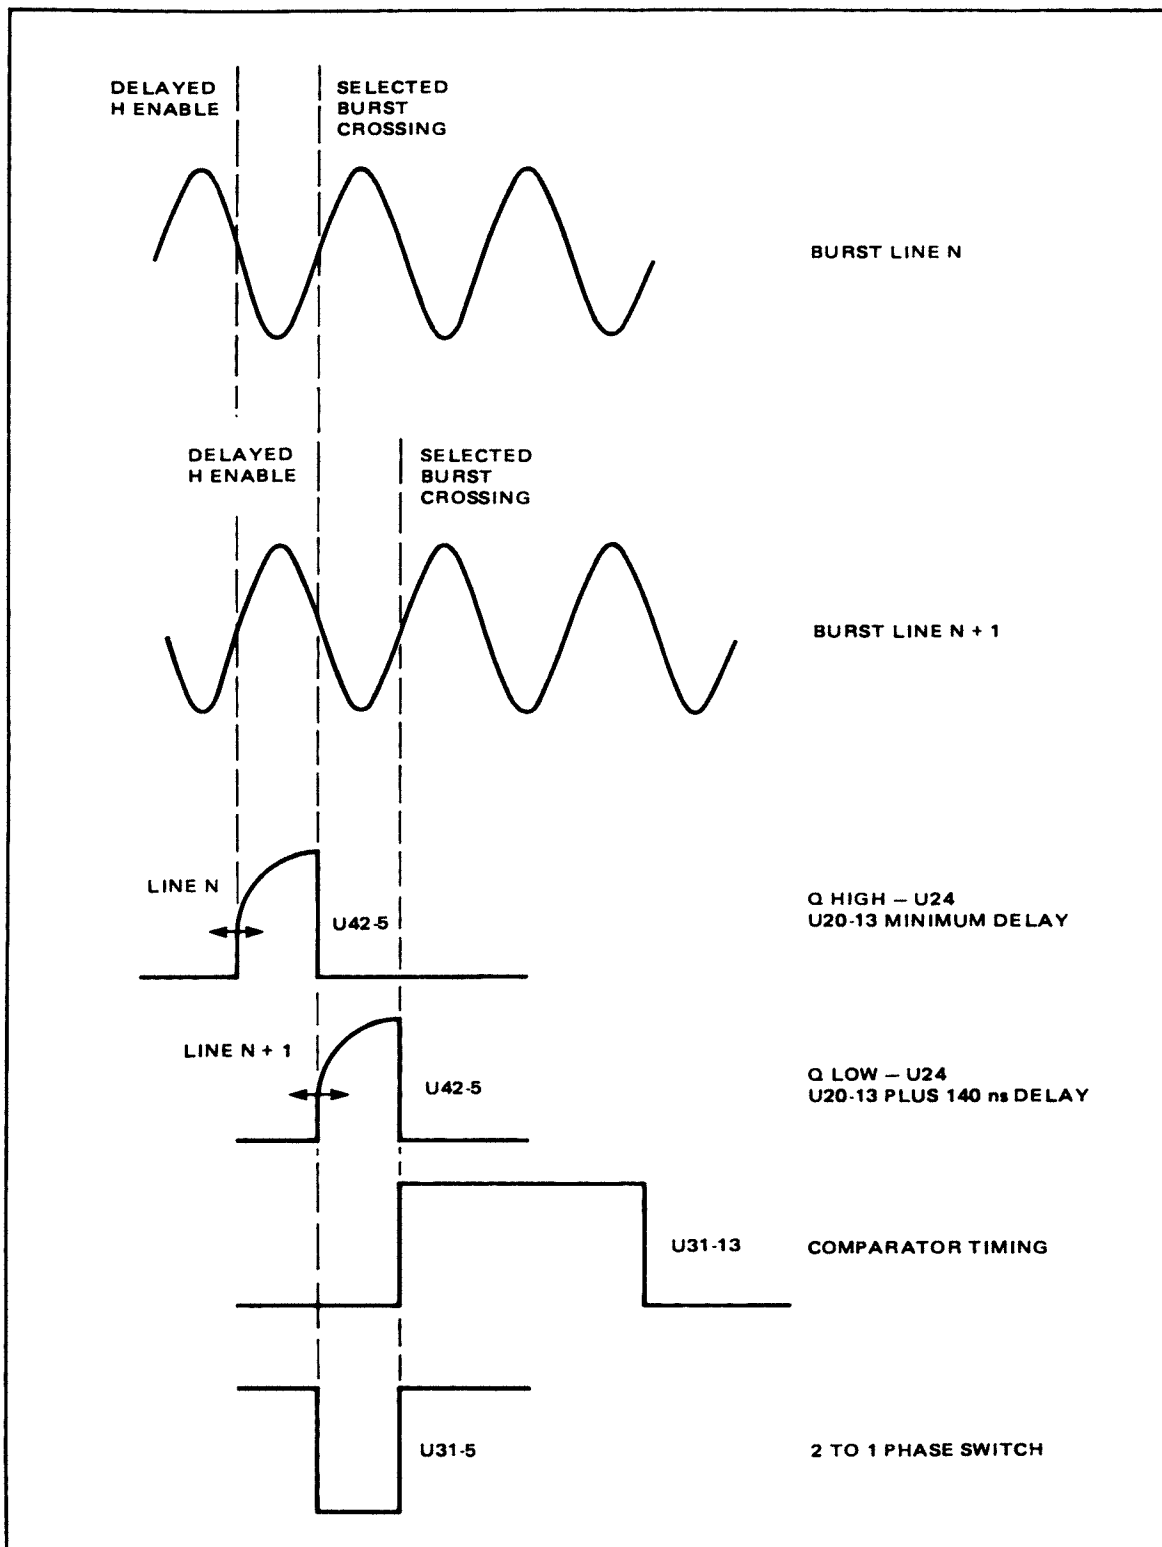 DELAYED
H ENABLE
SELECTED
BURST
CROSSING
BURST LINE N
DELAYED
H ENABLE
SELECTED
BURST
CROSSING
BURST LINE N + 1
LINE N
U42-5
Q HIGH — U24
U20-13 MINIMUM DELAY
LINE N + 1
U42-5
Q LOW — U24
U20-13 PLUS 140 ns DELAY
U31-13
COMPARATOR TIMING
U31-5
2 TO 1 PHASE SWITCH